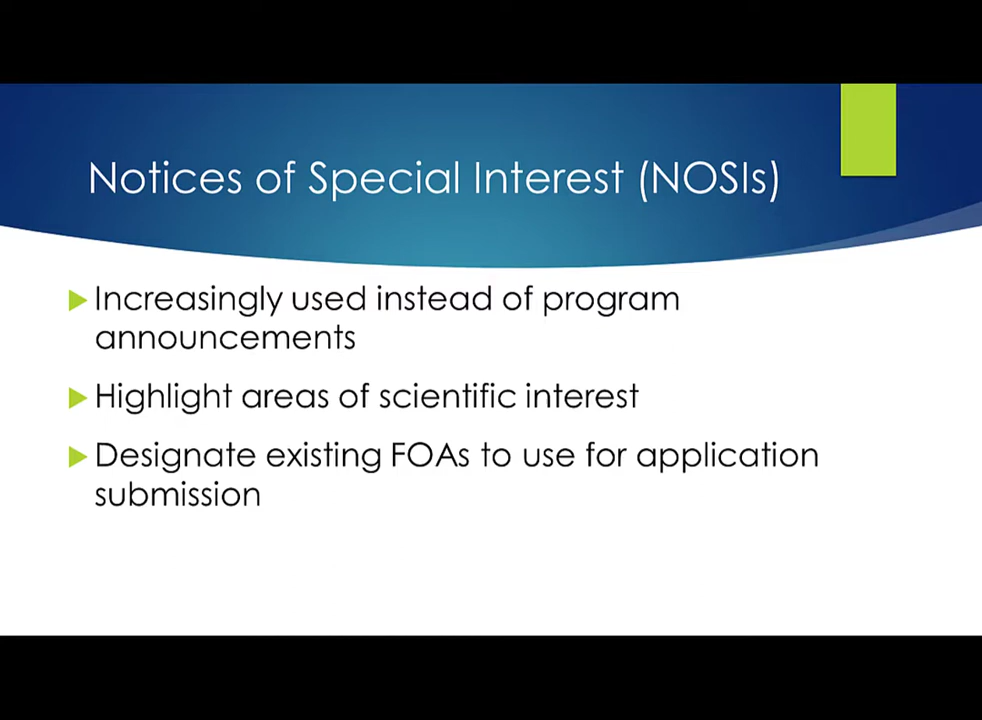 Notices of Special Interest (NOSIs)
Increasingly used instead of program
announcements
Highlight areas of scientific interest
Designate existing FOAs to use for application
submission